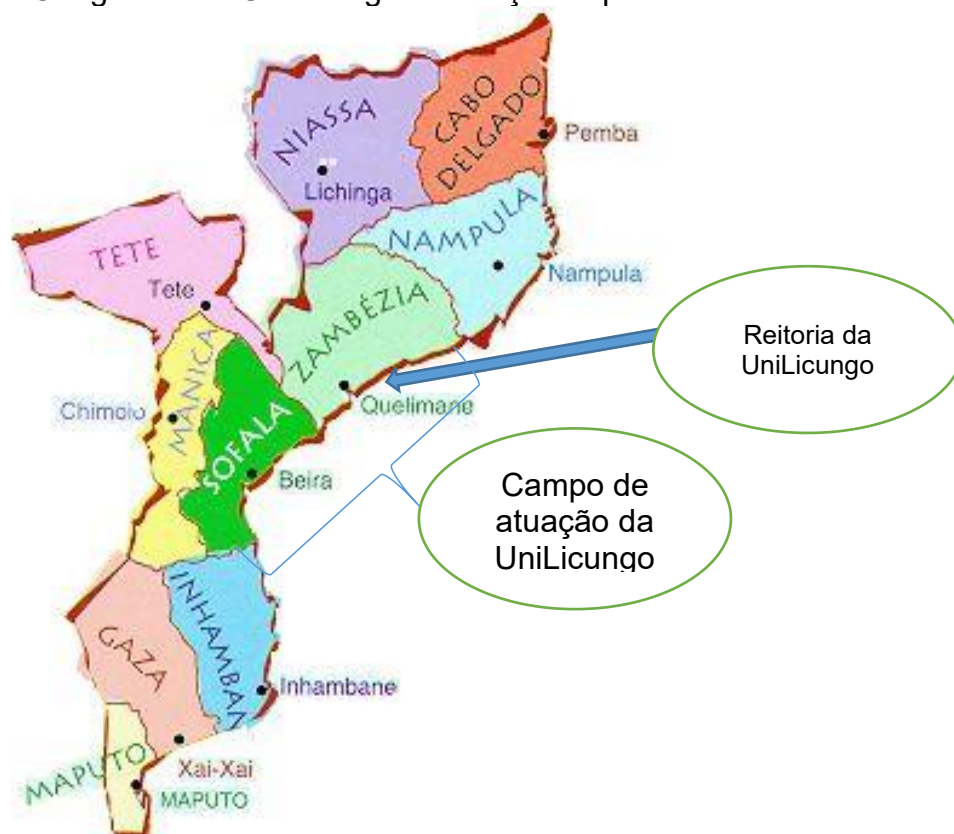 NIASSA
CABO
DELGADO
Pemba
Lichinga
NAMPULA
TETE
Nampula
Tete
ZAMBÉZIA
Reitoria da
UniLicungo
MANICA
Quelimane
Chimoio
SOFALA
Beira
Campo de
atuação da
UniLicungo
INHAMBAN
GAZA
Inhambane
Xai-Xai
MAPUTO
MAPUTO